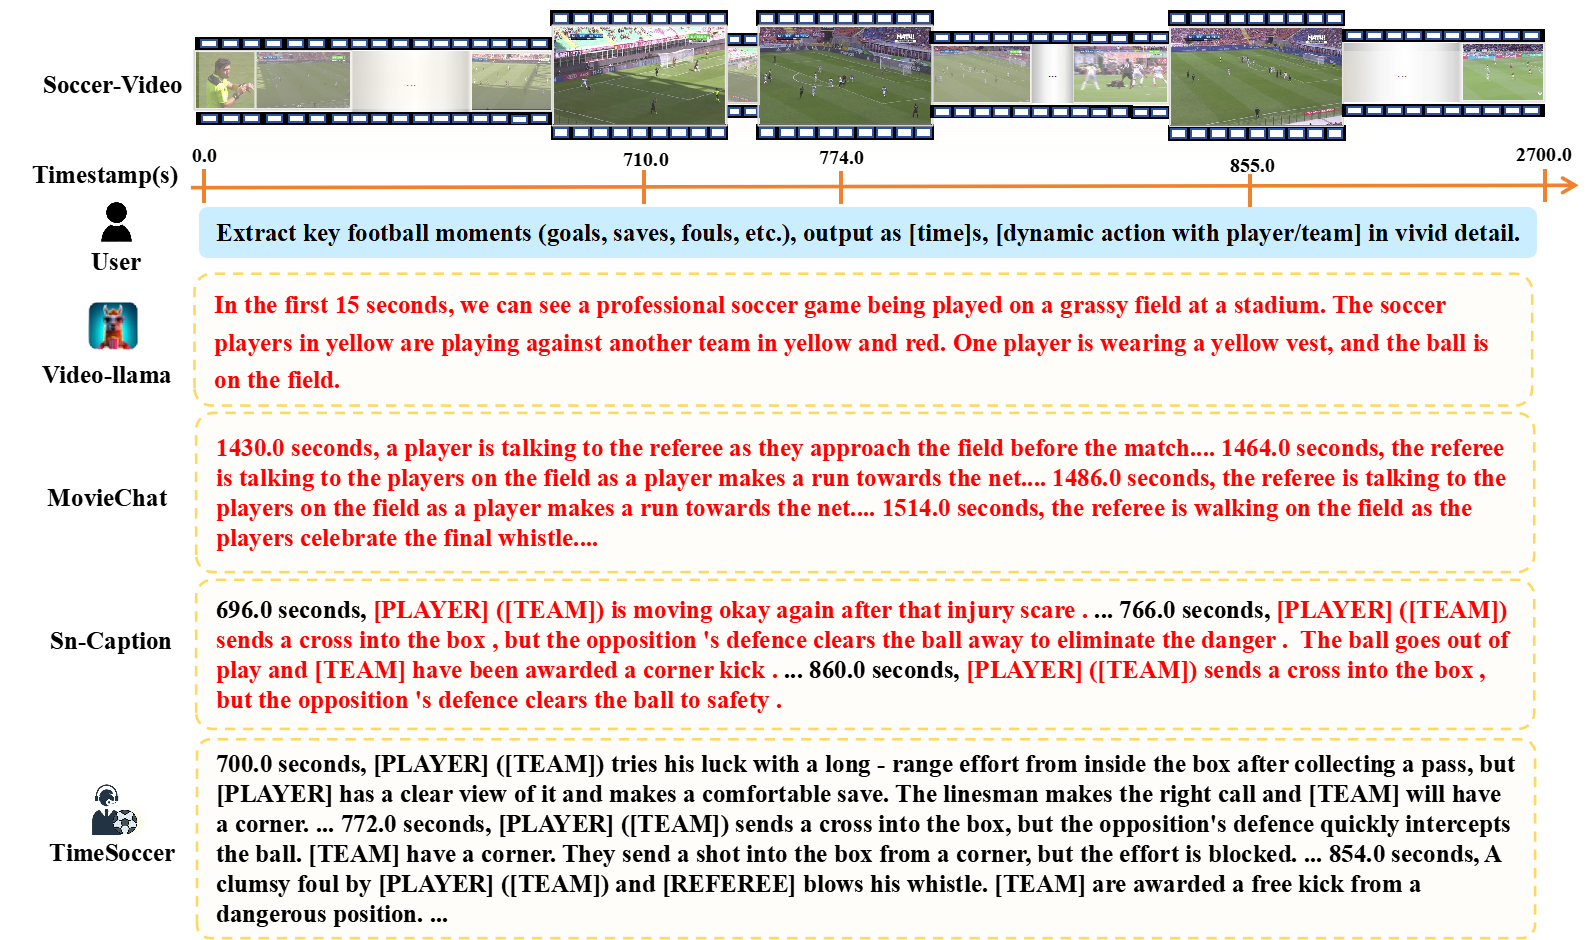 Soccer-Video
...
...
...
Timestamp(s)
0.0
710.0
774.0
855.0
2700.0
User
Extract key football moments (goals, saves, fouls, etc.), output as [time]s, [dynamic action with player/team] in vivid detail.
Video-llama
In the first 15 seconds, we can see a professional soccer game being played on a grassy field at a stadium. The soccer
players in yellow are playing against another team in yellow and red. One player is wearing a yellow vest, and the ball is
on the field.
MovieChat
1430.0 seconds, a player is talking to the referee as they approach the field before the match.... 1464.0 seconds, the referee
is talking to the players on the field as a player makes a run towards the net.... 1486.0 seconds, the referee is talking to the
players on the field as a player makes a run towards the net.... 1514.0 seconds, the referee is walking on the field as the
players celebrate the final whistle....
Sn-Caption
696.0 seconds, [PLAYER] ([TEAM]) is moving okay again after that injury scare . ... 766.0 seconds, [PLAYER] ([TEAM])
sends a cross into the box , but the opposition 's defence clears the ball away to eliminate the danger .  The ball goes out of
play and [TEAM] have been awarded a corner kick . ... 860.0 seconds, [PLAYER] ([TEAM]) sends a cross into the box ,
but the opposition 's defence clears the ball to safety .
TimeSoccer
700.0 seconds, [PLAYER] ([TEAM]) tries his luck with a long - range effort from inside the box after collecting a pass, but
[PLAYER] has a clear view of it and makes a comfortable save. The linesman makes the right call and [TEAM] will have
a corner. ... 772.0 seconds, [PLAYER] ([TEAM]) sends a cross into the box, but the opposition's defence quickly intercepts
the ball. [TEAM] have a corner. They send a shot into the box from a corner, but the effort is blocked. ... 854.0 seconds, A
clumsy foul by [PLAYER] ([TEAM]) and [REFEREE] blows his whistle. [TEAM] are awarded a free kick from a
dangerous position. ...